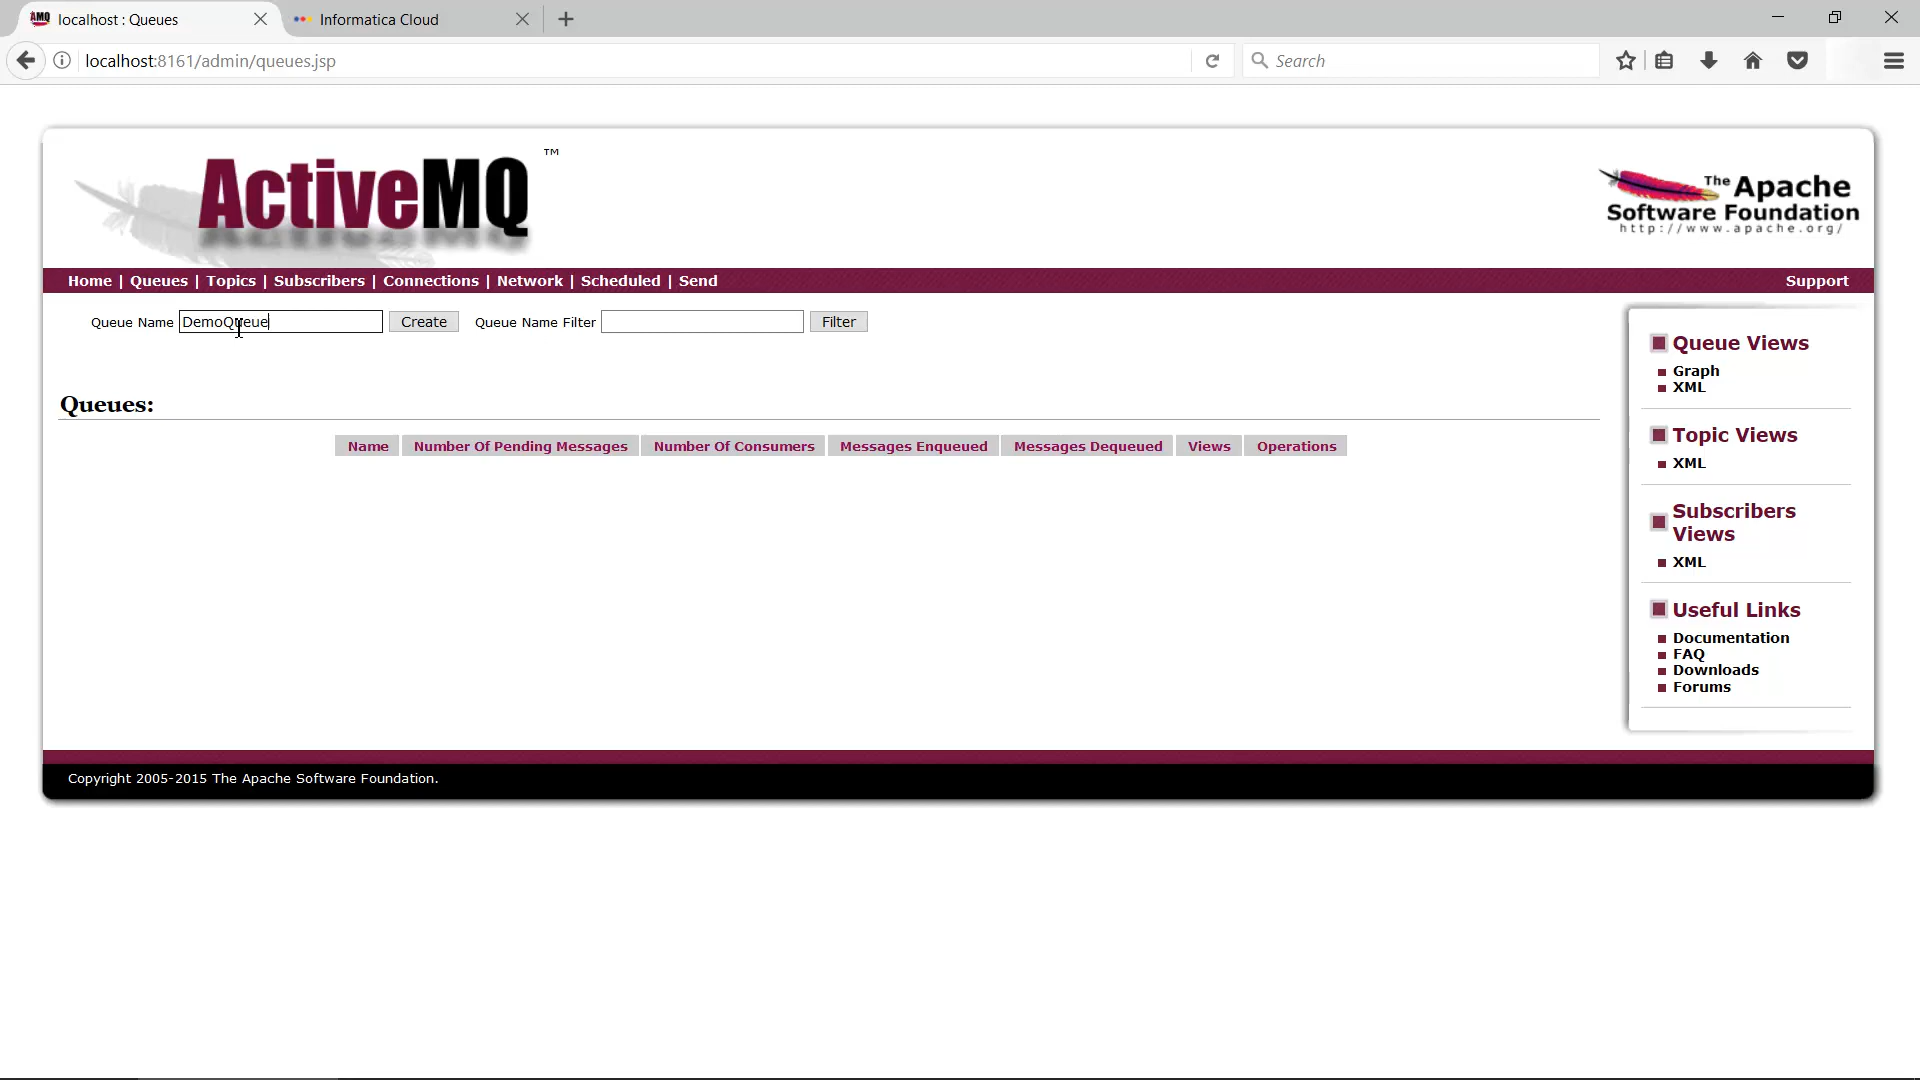 localhost : Queues
Informatica Cloud
localhost:8161/admin/queues.jsp
Search
ActiveMQ ™
The Apache
Software Foundation
http://www.apache.org/
Home | Queues | Topics | Subscribers | Connections | Network | Scheduled | Send
Support
Queue Name DemoQueue Create Queue Name Filter Filter
Queues:
Name Number Of Pending Messages Number Of Consumers Messages Enqueued Messages Dequeued Views Operations
Queue Views
Graph
XML
Topic Views
XML
Subscribers
Views
XML
Useful Links
Documentation
FAQ
Downloads
Forums
Copyright 2005-2015 The Apache Software Foundation.